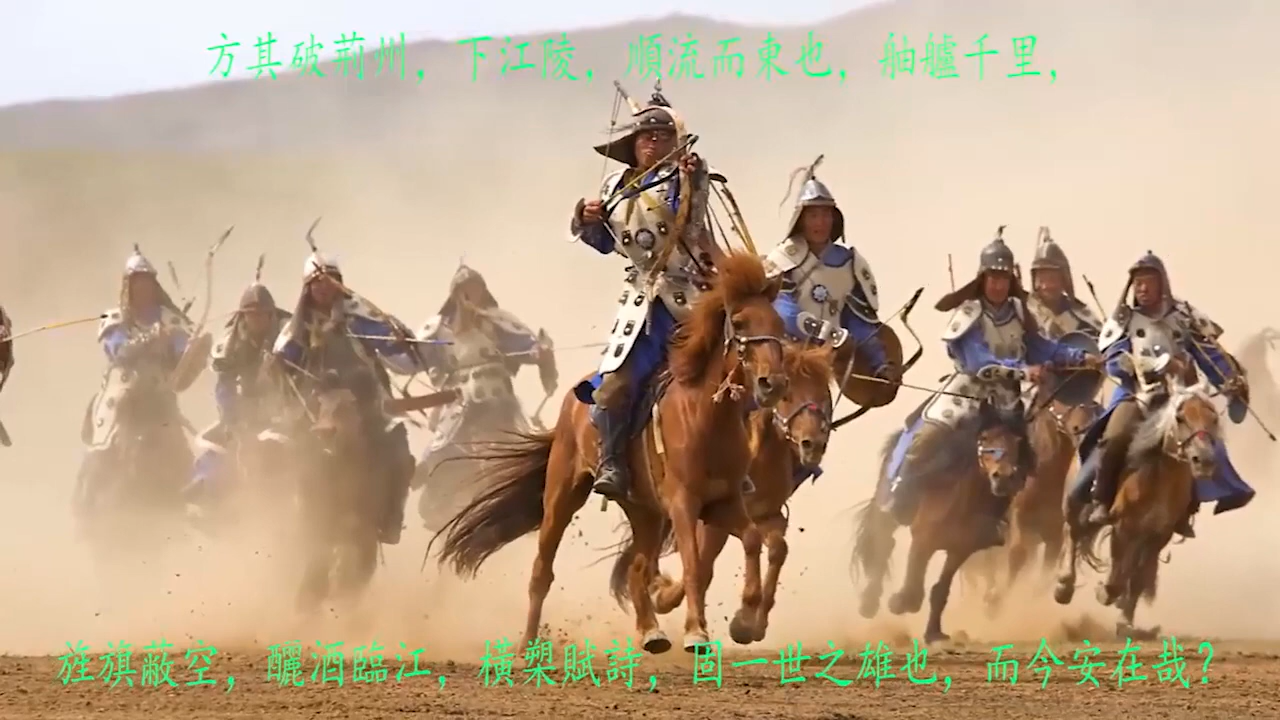 方其破荊州，下江陵，順流而東也，舳艫千里，
旌旗蔽空，釃酒臨江，橫槊賦詩，固一世之雄也，而今安在哉？